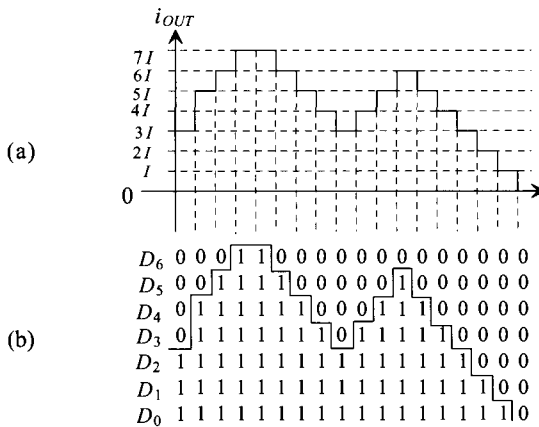 i_OUT
7I
6I
5I
4I
(a) 3I
2I
I
0
D_6 0 0 0 1 1 0 0 0 0 0 0 0 0 0 0 0 0 0
D_5 0 0 1 1 1 1 0 0 0 0 0 1 0 0 0 0 0 0
D_4 0 1 1 1 1 1 1 0 0 0 1 1 1 0 0 0 0 0
(b) D_3 0 1 1 1 1 1 1 1 0 1 1 1 1 1 0 0 0 0
D_2 1 1 1 1 1 1 1 1 1 1 1 1 1 1 1 0 0 0
D_1 1 1 1 1 1 1 1 1 1 1 1 1 1 1 1 1 0 0
D_0 1 1 1 1 1 1 1 1 1 1 1 1 1 1 1 1 1 0